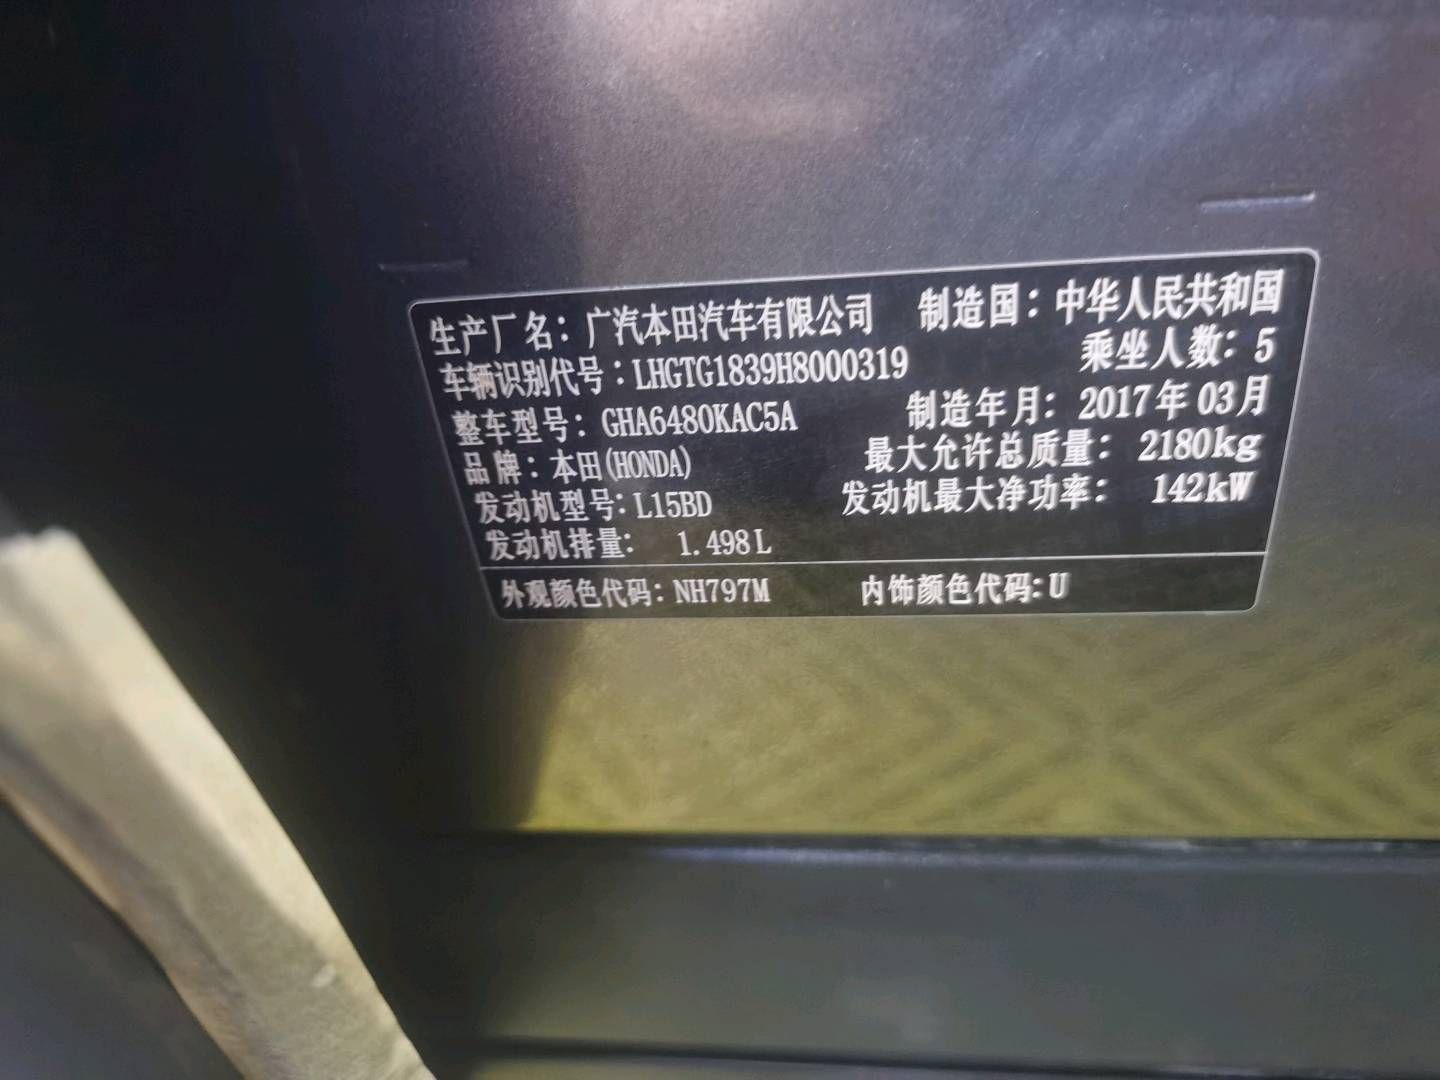 生产厂名：广汽本田汽车有限公司 制造国：中华人民共和国
车辆识别代号：LHGTG1839H8000319 乘坐人数：5
整车型号：GHA6480KAC5A 制造年月：2017年03月
品牌：本田(HONDA) 最大允许总质量：2180kg
发动机型号：L15BD 发动机最大净功率：142kW
发动机排量：1.498L
外观颜色代码：NH797M 内饰颜色代码：U